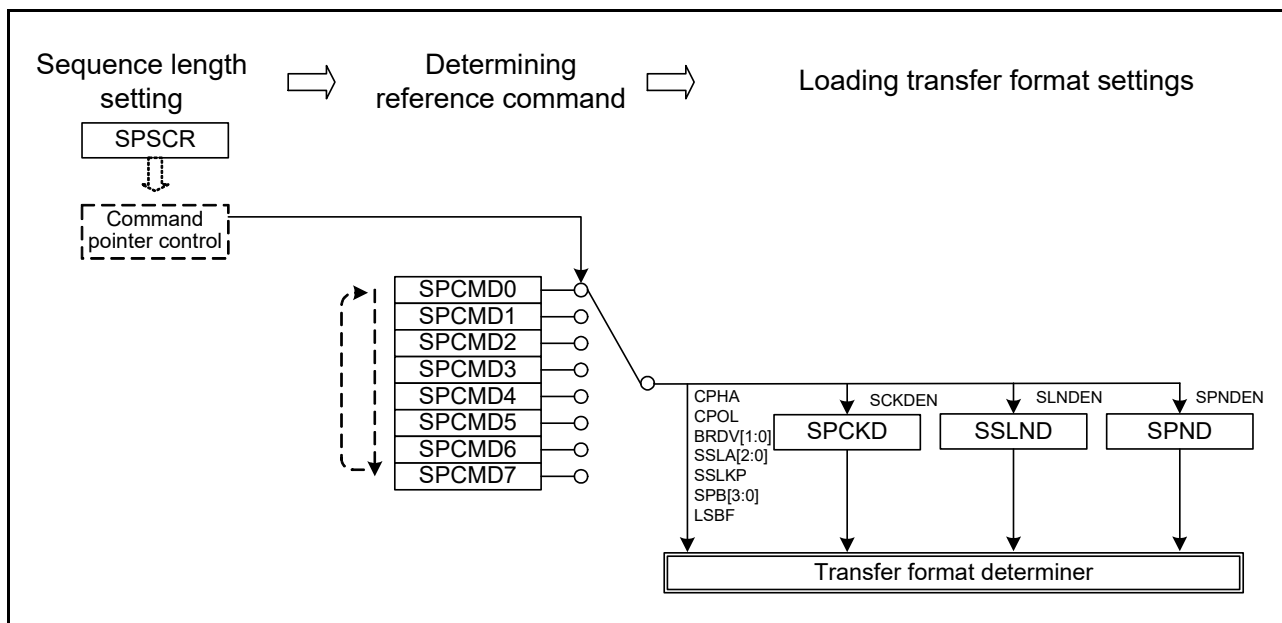 Sequence length
setting
Determining
reference command
Loading transfer format settings
SPSCR
Command
pointer control
SPCMD0
SPCMD1
SPCMD2
SPCMD3
SPCMD4
SPCMD5
SPCMD6
SPCMD7
CPHA
CPOL
BRDV[1:0]
SSLA[2:0]
SSLKP
SPB[3:0]
LSBF
SCKDEN
SPCKD
SLNDEN
SSLND
SPNDEN
SPND
Transfer format determiner